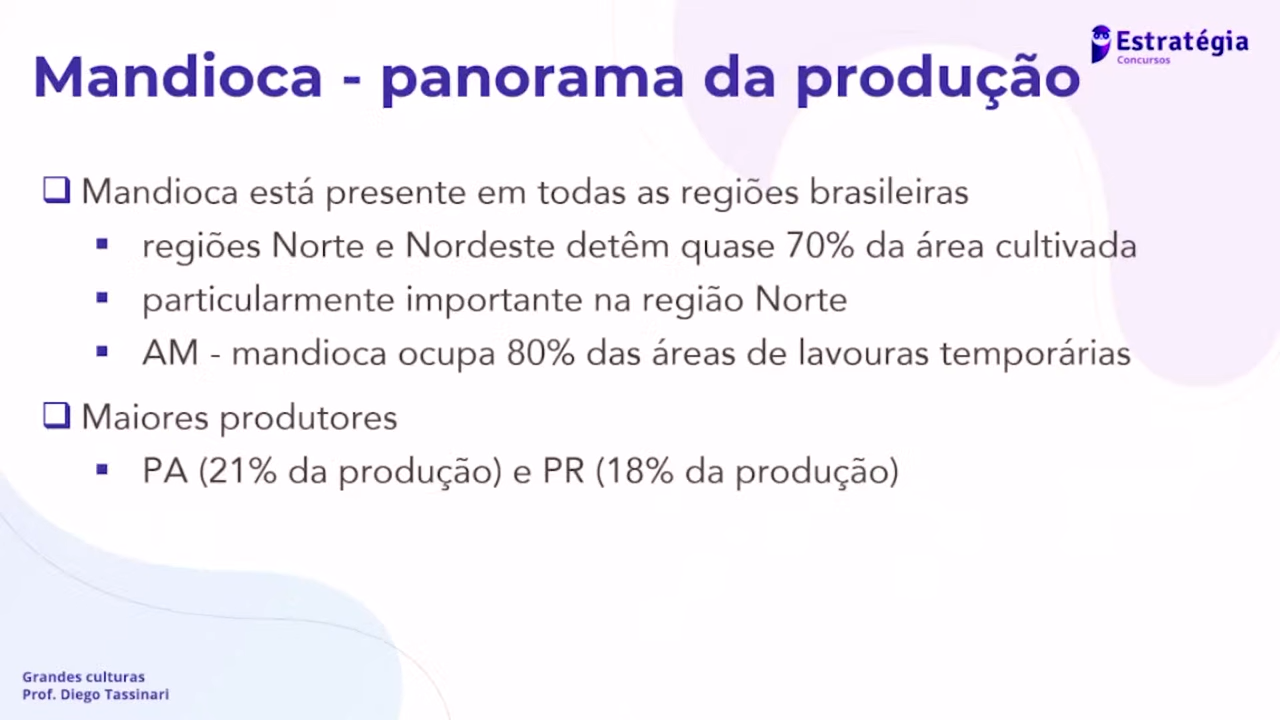 Mandioca - panorama da produção
Estratégia
Concursos
❑ Mandioca está presente em todas as regiões brasileiras
▪ regiões Norte e Nordeste detêm quase 70% da área cultivada
▪ particularmente importante na região Norte
▪ AM - mandioca ocupa 80% das áreas de lavouras temporárias
❑ Maiores produtores
▪ PA (21% da produção) e PR (18% da produção)
Grandes culturas
Prof. Diego Tassinari